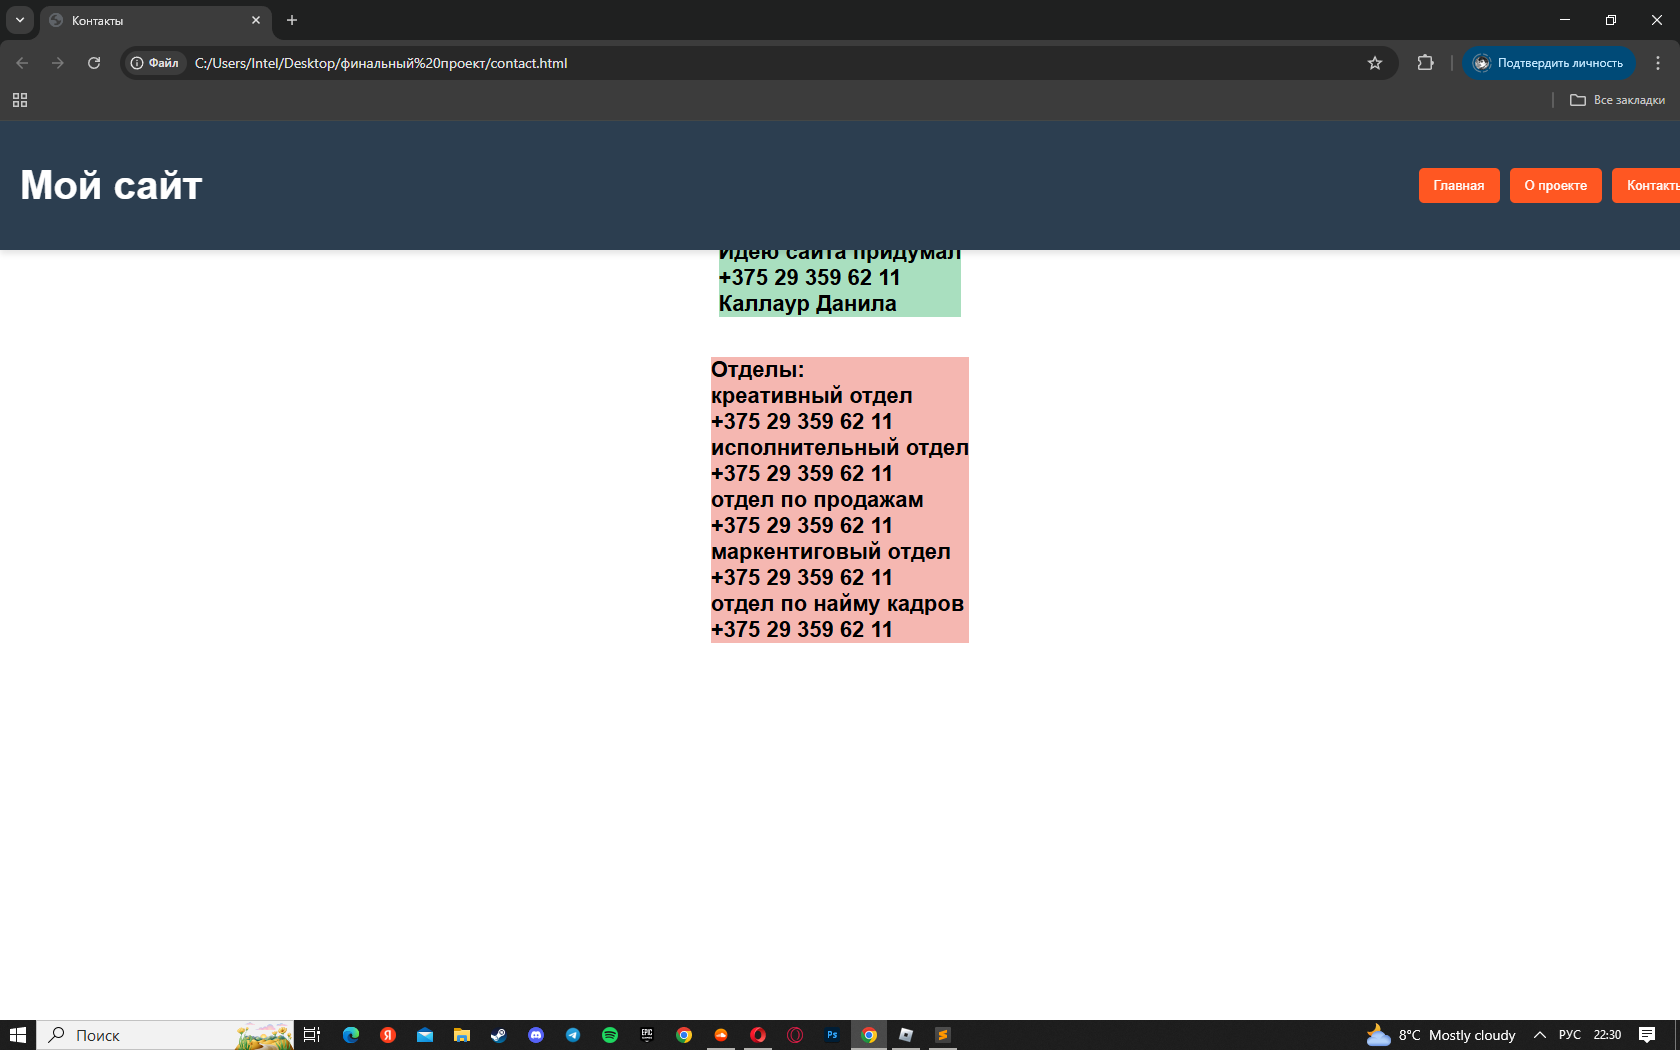 Контакты
Файл
C:/Users/Intel/Desktop/финальный%20проект/contact.html
Подтвердить личность
Все закладки
Мой сайт
Главная
О проекте
Контакты
Идею сайта придумал
+375 29 359 62 11
Каллаур Данила
Отделы:
креативный отдел
+375 29 359 62 11
исполнительный отдел
+375 29 359 62 11
отдел по продажам
+375 29 359 62 11
маркентиговый отдел
+375 29 359 62 11
отдел по найму кадров
+375 29 359 62 11
Поиск
Я
EPIC
Ps
8°C Mostly cloudy
РУС
22:30